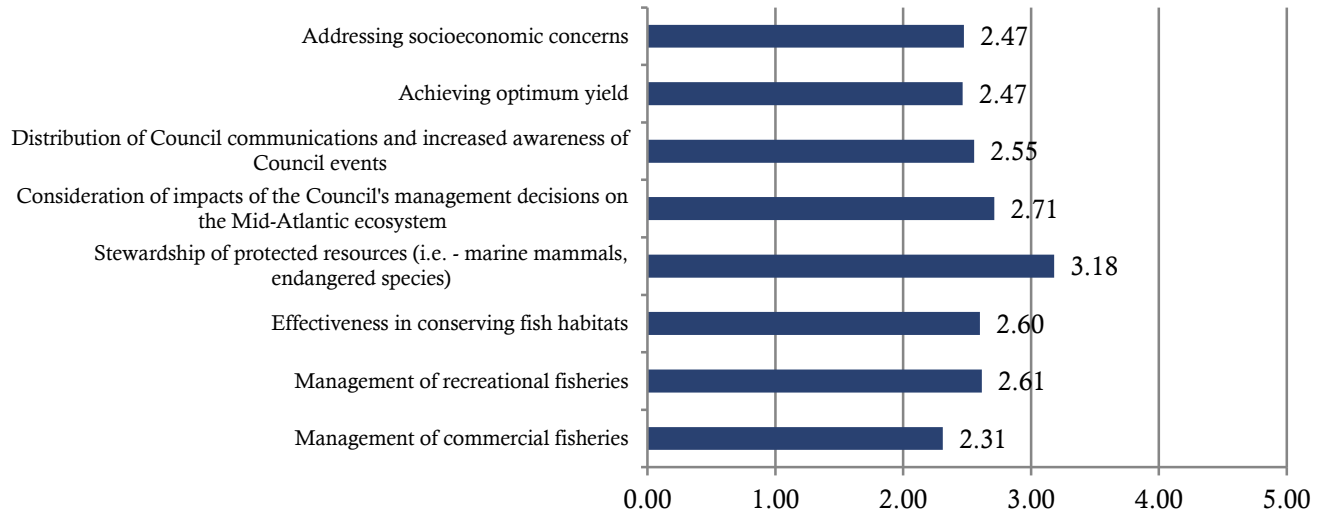 Addressing socioeconomic concerns
2.47
Achieving optimum yield
2.47
Distribution of Council communications and increased awareness of
Council events
2.55
Consideration of impacts of the Council's management decisions on
the Mid-Atlantic ecosystem
2.71
Stewardship of protected resources (i.e. - marine mammals,
endangered species)
3.18
Effectiveness in conserving fish habitats
2.60
Management of recreational fisheries
2.61
Management of commercial fisheries
2.31
0.00 1.00 2.00 3.00 4.00 5.00